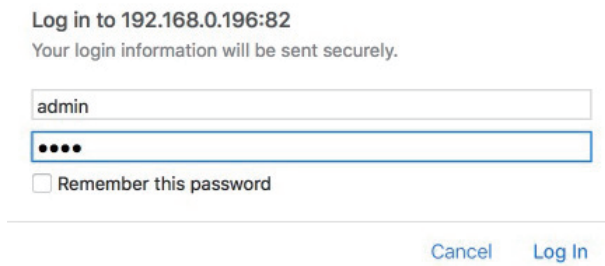 Log in to 192.168.0.196:82
Your login information will be sent securely.
admin
••••
Remember this password
Cancel Log In